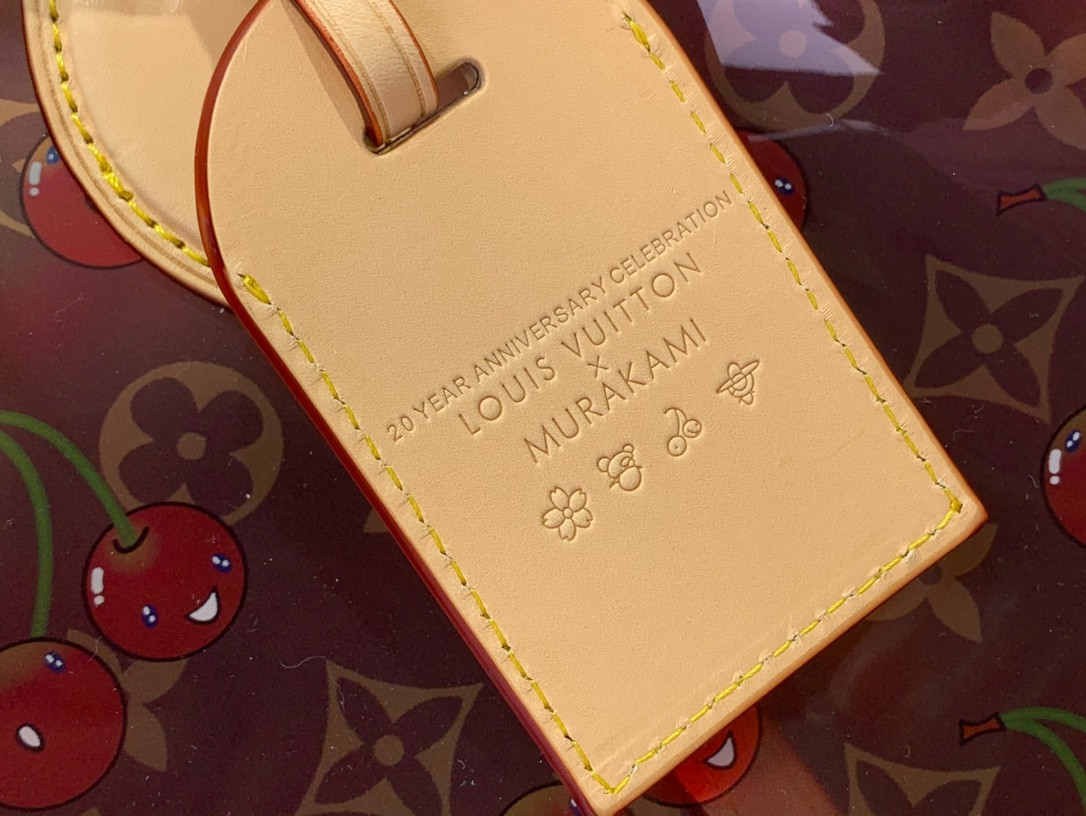 20 YEAR ANNIVERSARY CELEBRATION
LOUIS VUITTON
×
MURAKAMI